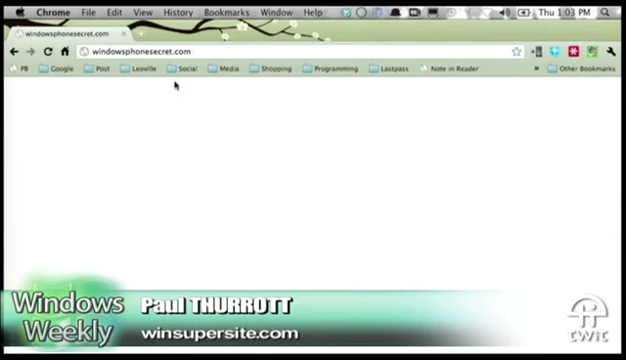 Chrome File Edit View History Bookmarks Window Help Thu 1:03 PM
windowsphonesecret.com
windowsphonesecret.com
PB Google Post Leoville Social Media Shopping Programming Lastpass Note in Reader » Other Bookmarks
Windows Weekly
Paul THURROTT
winsupersite.com
TWiT